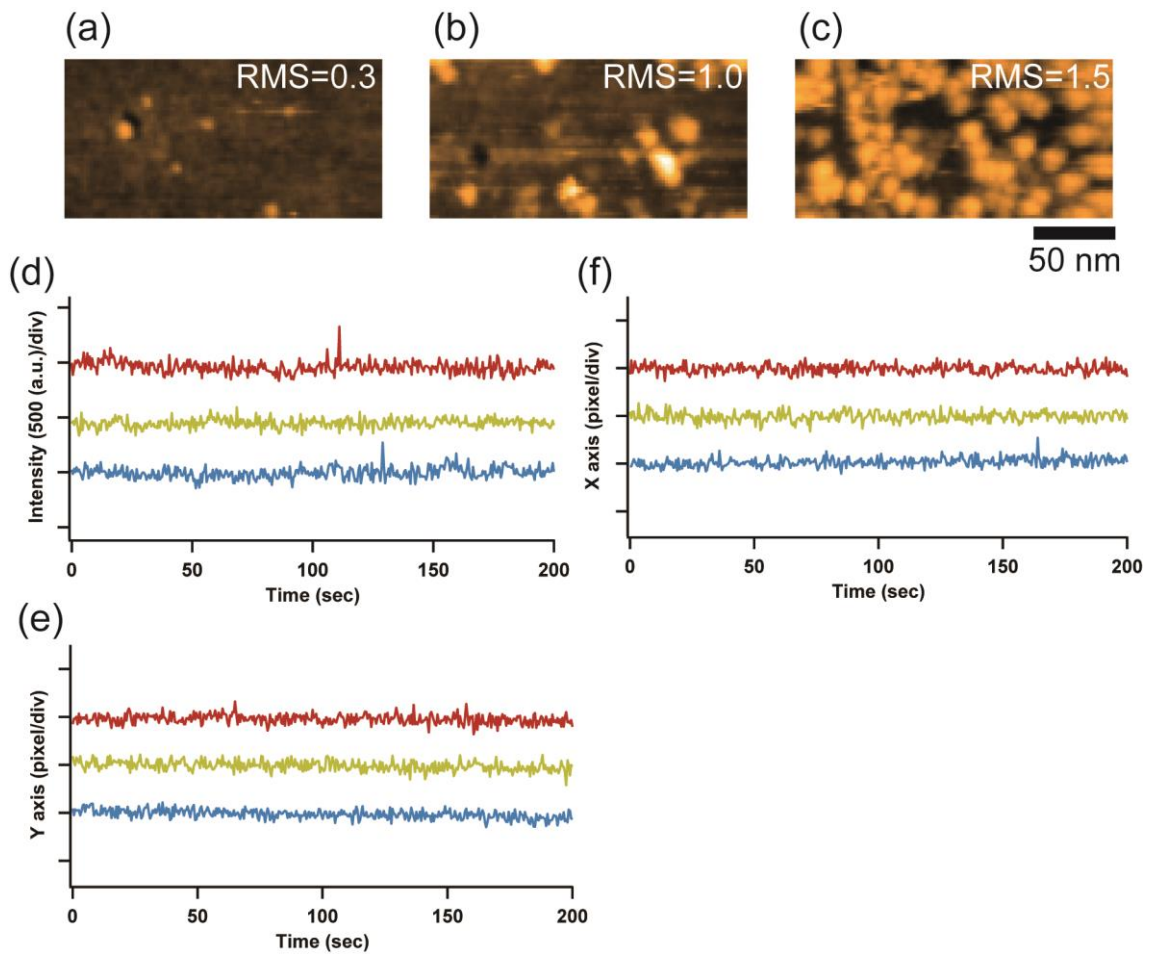 (a)
(b)
(c)
RMS=0.3
RMS=1.0
RMS=1.5
50 nm
(d)
Intensity (500 (a.u.)/div)
0 50 100 150 200
Time (sec)
(f)
X axis (pixel/div)
0 50 100 150 200
Time (sec)
(e)
Y axis (pixel/div)
0 50 100 150 200
Time (sec)